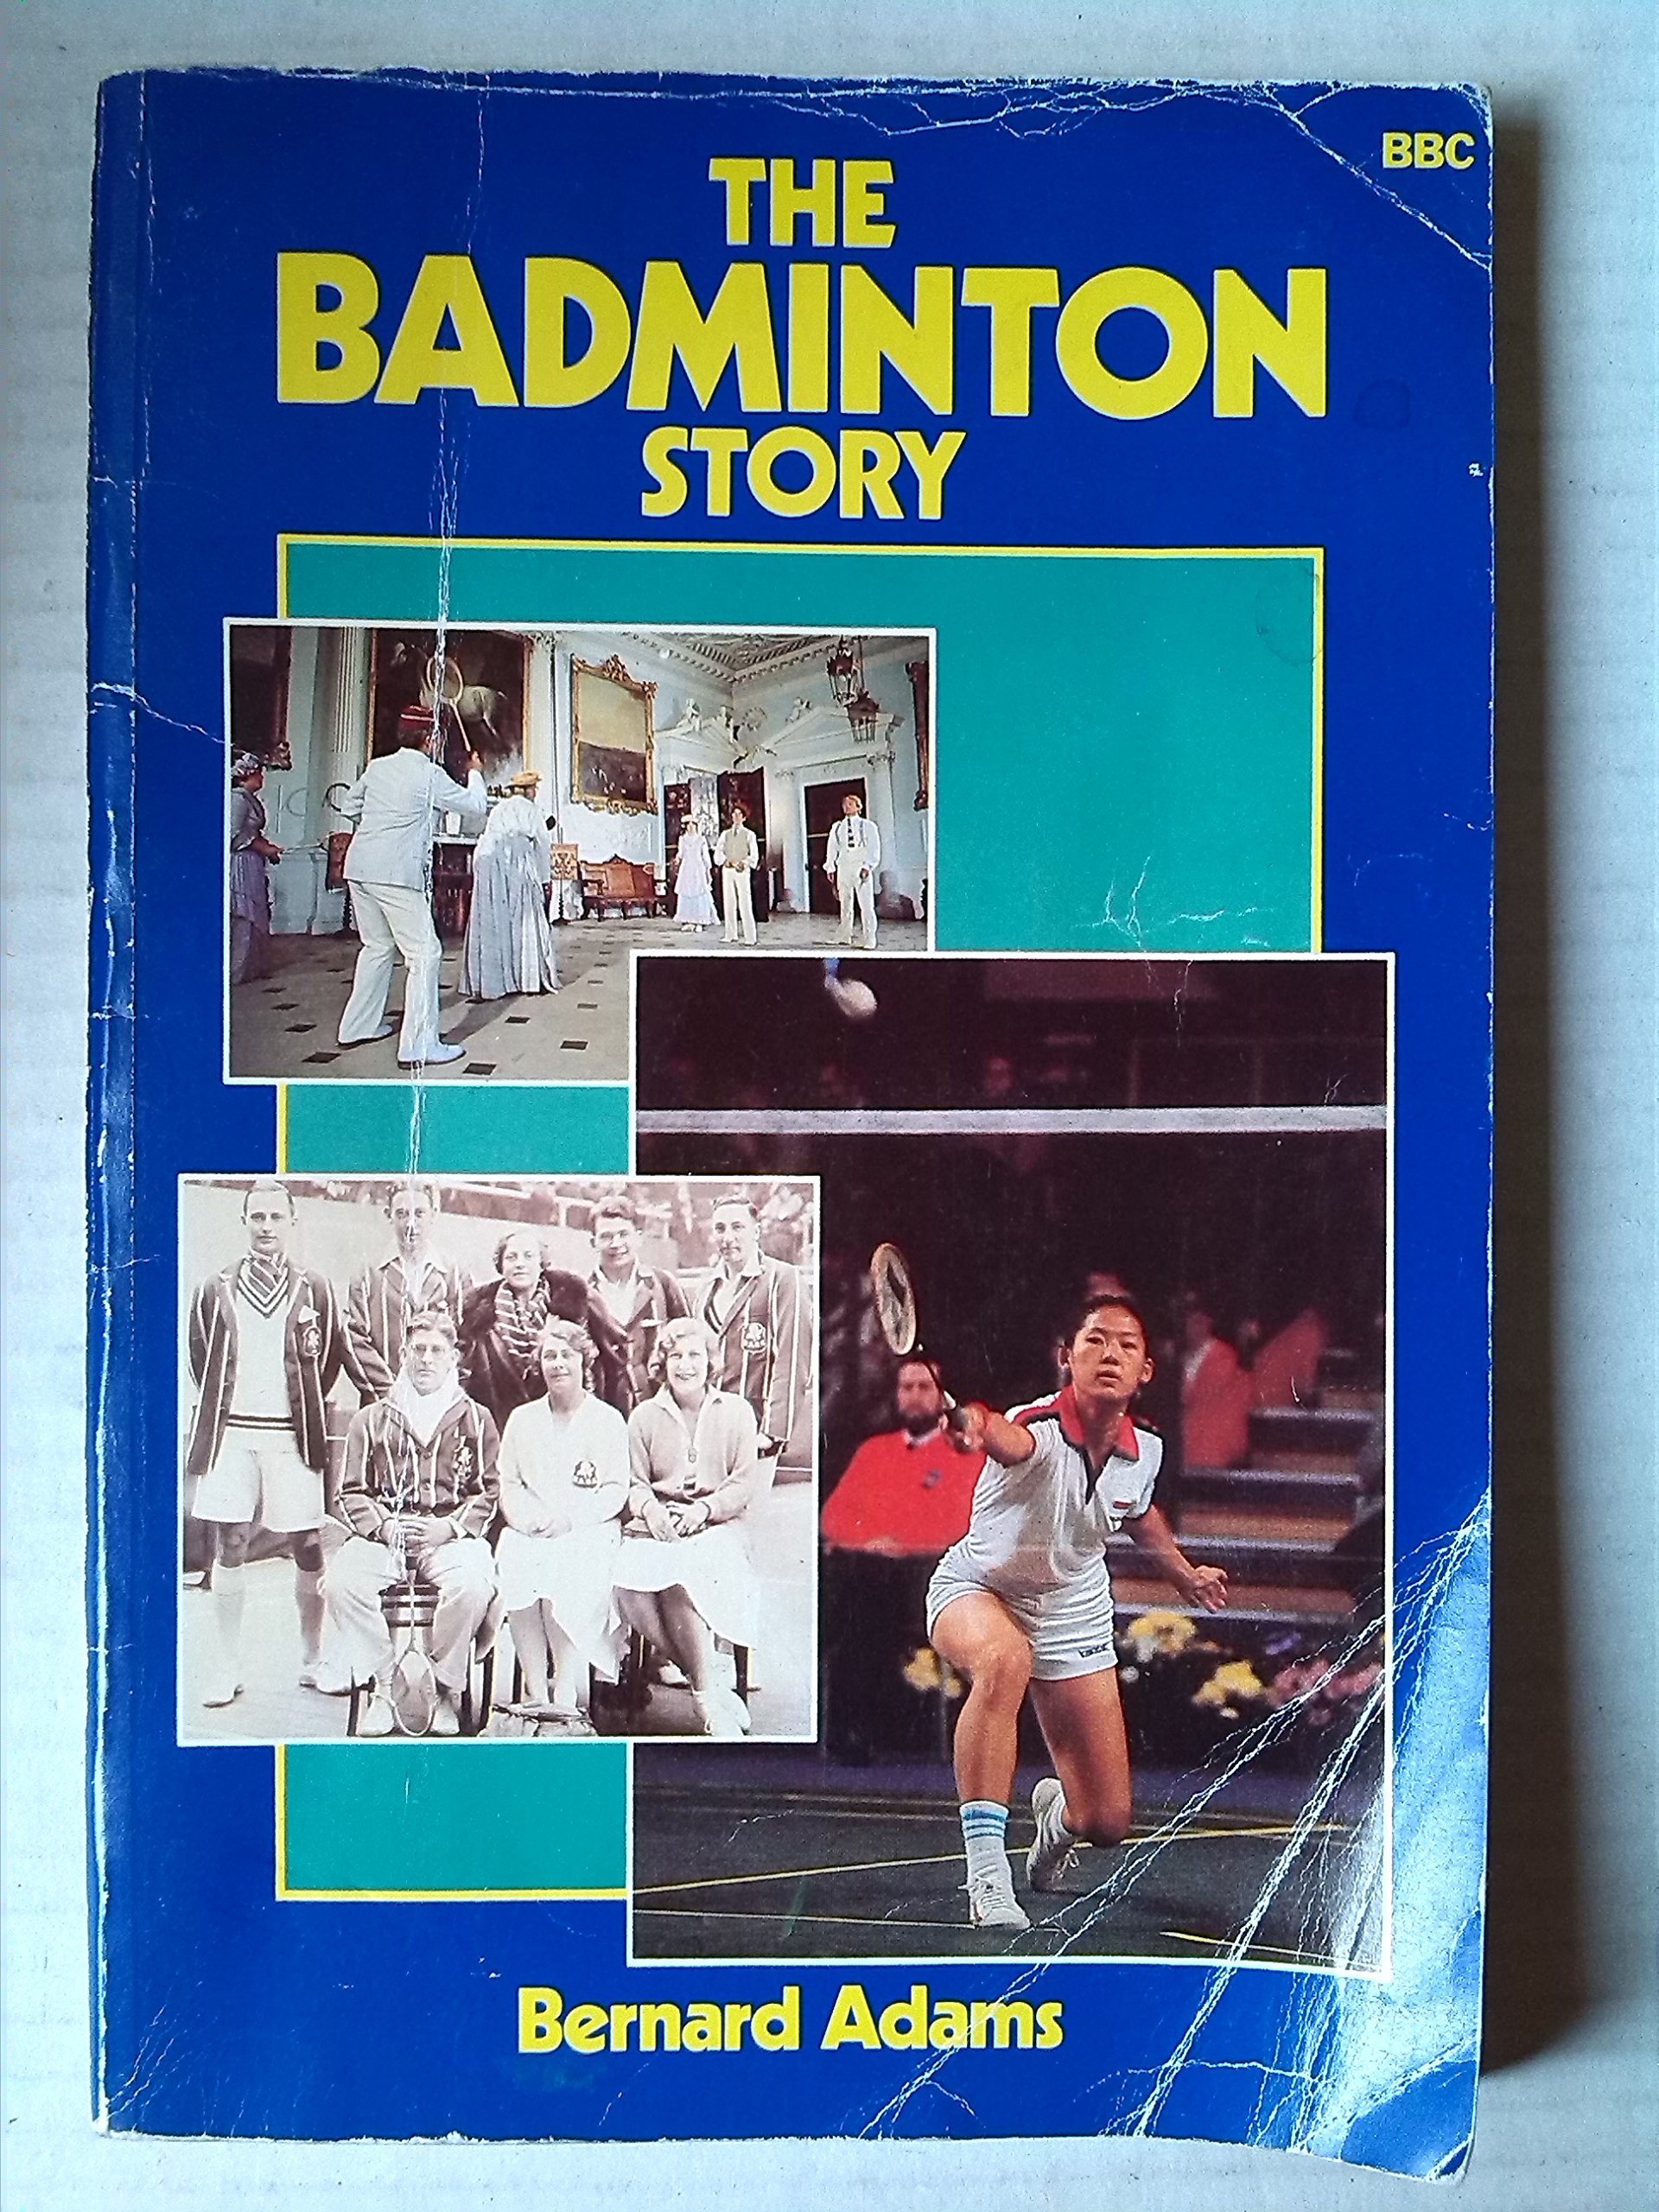 BBC
THE
BADMINTON
STORY
Bernard Adams